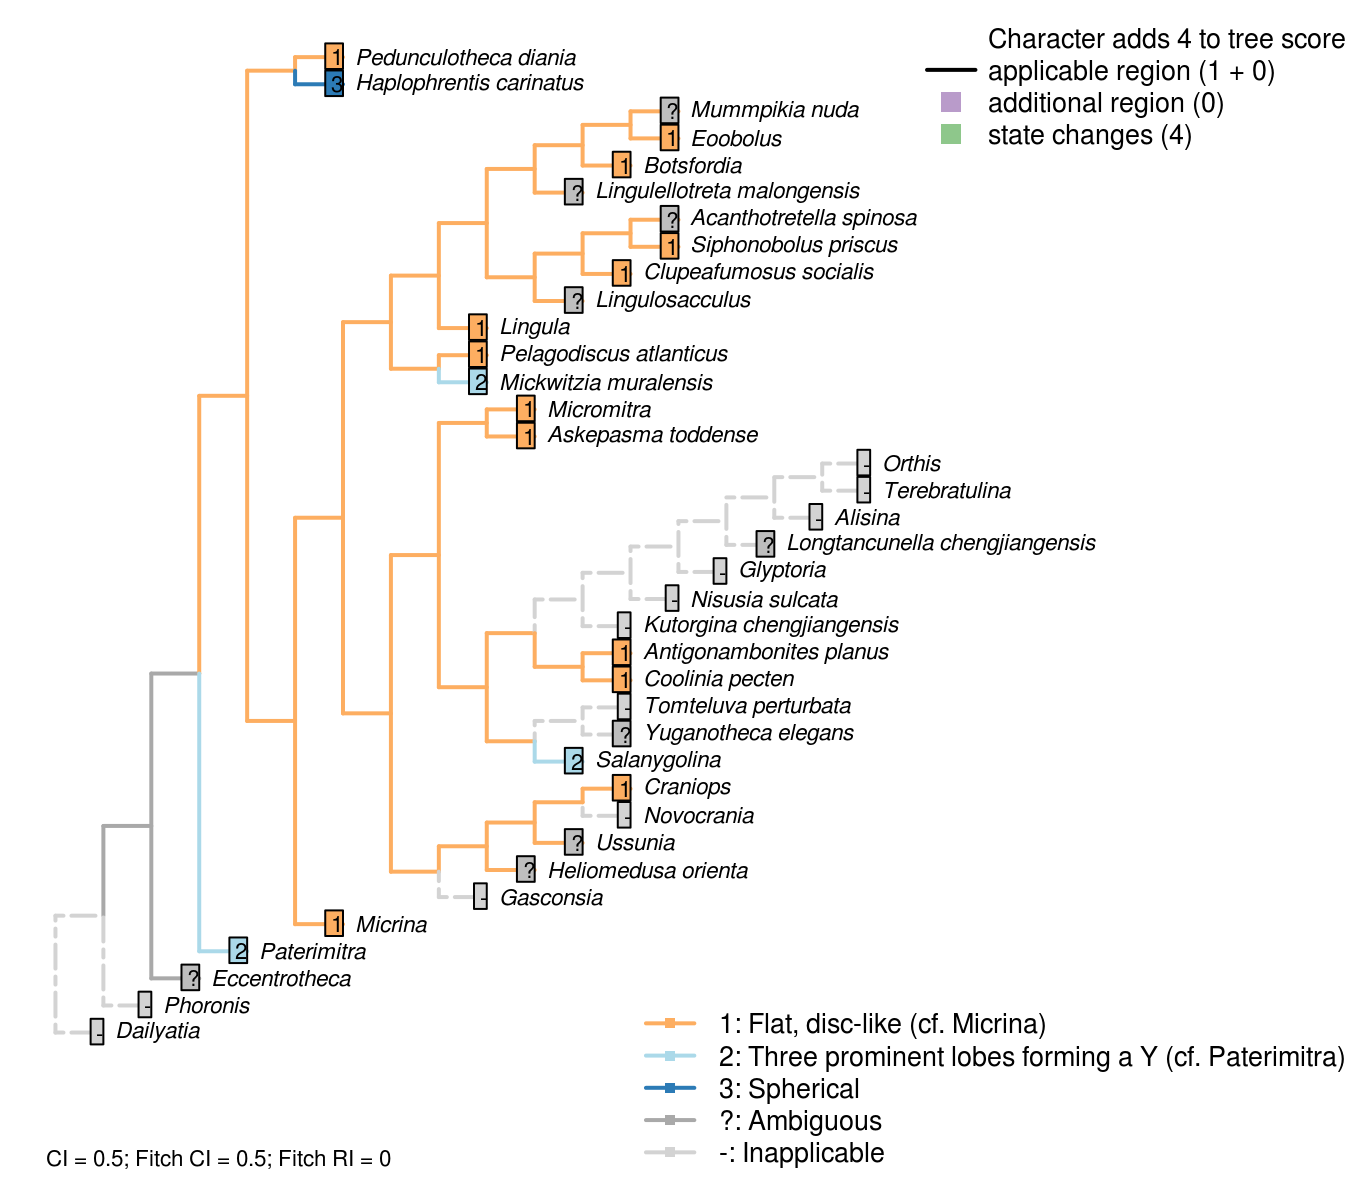 Character adds 4 to tree score
applicable region (1 + 0)
additional region (0)
state changes (4)
1 Pedunculotheca diania
3 Haplophrentis carinatus
? Mummpikia nuda
1 Eoobolus
1 Botsfordia
? Lingulellotreta malongensis
? Acanthotretella spinosa
1 Siphonobolus priscus
1 Clupeafumosus socialis
? Lingulosacculus
1 Lingula
1 Pelagodiscus atlanticus
2 Mickwitzia muralensis
1 Micromitra
1 Askepasma toddense
- Orthis
- Terebratulina
- Alisina
? Longtancunella chengjiangensis
- Glyptoria
- Nisusia sulcata
- Kutorgina chengjiangensis
1 Antigonambonites planus
1 Coolinia pecten
- Tomteluva perturbata
? Yuganotheca elegans
2 Salanygolina
1 Craniops
- Novocrania
? Ussunia
? Heliomedusa orienta
- Gasconsia
1 Micrina
2 Paterimitra
? Eccentrotheca
- Phoronis
- Dailyatia
1: Flat, disc-like (cf. Micrina)
2: Three prominent lobes forming a Y (cf. Paterimitra)
3: Spherical
?: Ambiguous
-: Inapplicable
CI = 0.5; Fitch CI = 0.5; Fitch RI = 0